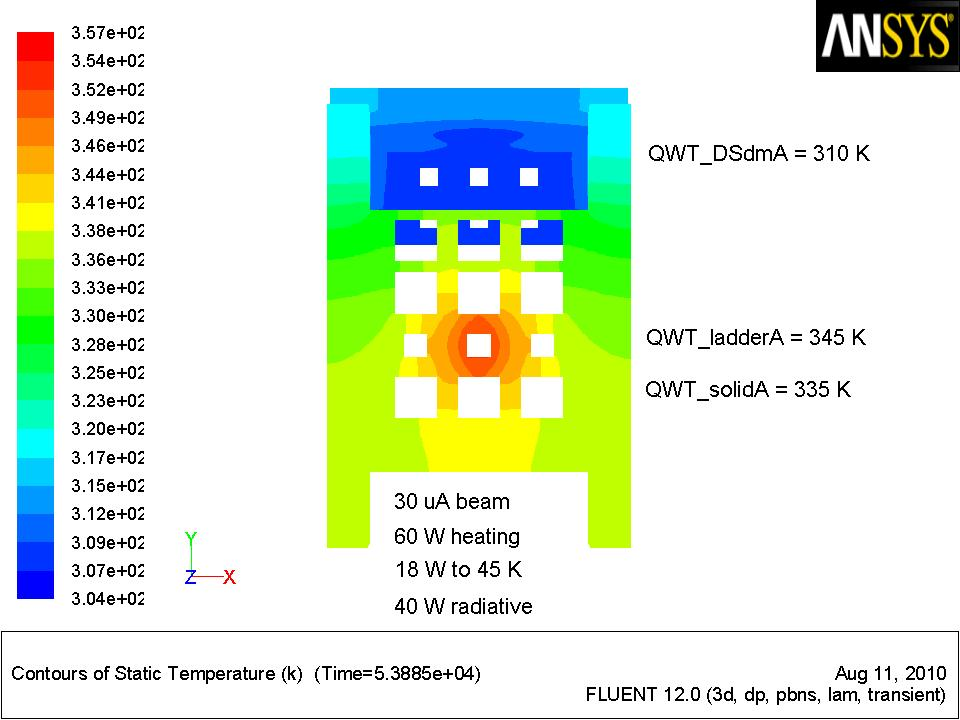 ANSYS®
3.57e+02
3.54e+02
3.52e+02
3.49e+02
3.46e+02
3.44e+02
3.41e+02
3.38e+02
3.36e+02
3.33e+02
3.30e+02
3.28e+02
3.25e+02
3.23e+02
3.20e+02
3.17e+02
3.15e+02
3.12e+02
3.09e+02
3.07e+02
3.04e+02
QWT_DSdmA = 310 K
QWT_ladderA = 345 K
QWT_solidA = 335 K
30 uA beam
60 W heating
18 W to 45 K
40 W radiative
Y
Z X
Contours of Static Temperature (k) (Time=5.3885e+04)
Aug 11, 2010
FLUENT 12.0 (3d, dp, pbns, lam, transient)